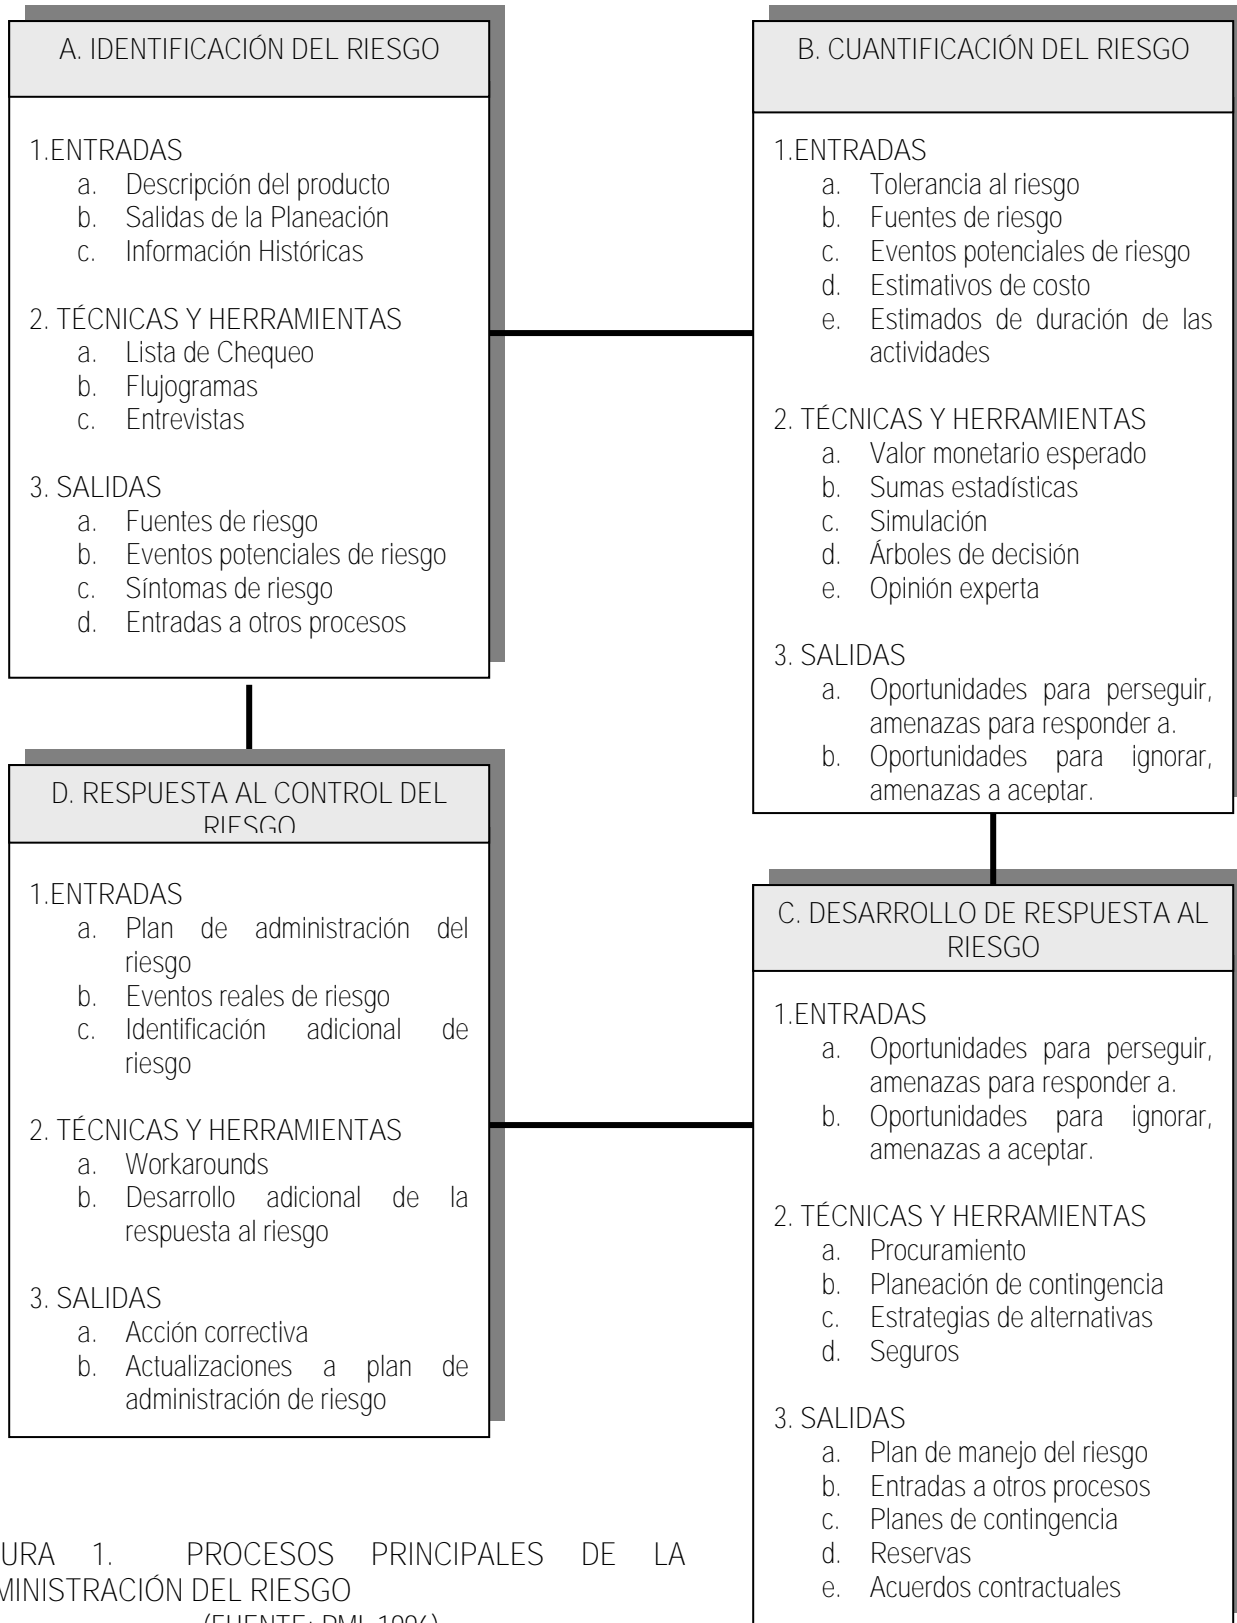 A. IDENTIFICACIÓN DEL RIESGO
1.ENTRADAS
a. Descripción del producto
b. Salidas de la Planeación
c. Información Históricas
2. TÉCNICAS Y HERRAMIENTAS
a. Lista de Chequeo
b. Flujogramas
c. Entrevistas
3. SALIDAS
a. Fuentes de riesgo
b. Eventos potenciales de riesgo
c. Síntomas de riesgo
d. Entradas a otros procesos
B. CUANTIFICACIÓN DEL RIESGO
1.ENTRADAS
a. Tolerancia al riesgo
b. Fuentes de riesgo
c. Eventos potenciales de riesgo
d. Estimativos de costo
e. Estimados de duración de las
actividades
2. TÉCNICAS Y HERRAMIENTAS
a. Valor monetario esperado
b. Sumas estadísticas
c. Simulación
d. Árboles de decisión
e. Opinión experta
3. SALIDAS
a. Oportunidades para perseguir,
amenazas para responder a.
b. Oportunidades para ignorar,
amenazas a aceptar.
C. DESARROLLO DE RESPUESTA AL
RIESGO
1.ENTRADAS
a. Oportunidades para perseguir,
amenazas para responder a.
b. Oportunidades para ignorar,
amenazas a aceptar.
2. TÉCNICAS Y HERRAMIENTAS
a. Procuramiento
b. Planeación de contingencia
c. Estrategias de alternativas
d. Seguros
3. SALIDAS
a. Plan de manejo del riesgo
b. Entradas a otros procesos
c. Planes de contingencia
d. Reservas
e. Acuerdos contractuales
D. RESPUESTA AL CONTROL DEL
RIESGO
1.ENTRADAS
a. Plan de administración del
riesgo
b. Eventos reales de riesgo
c. Identificación adicional de
riesgo
2. TÉCNICAS Y HERRAMIENTAS
a. Workarounds
b. Desarrollo adicional de la
respuesta al riesgo
3. SALIDAS
a. Acción correctiva
b. Actualizaciones a plan de
administración de riesgo
URA 1. PROCESOS PRINCIPALES DE LA
MINISTRACIÓN DEL RIESGO
(FUENTE: PMI, 1996)